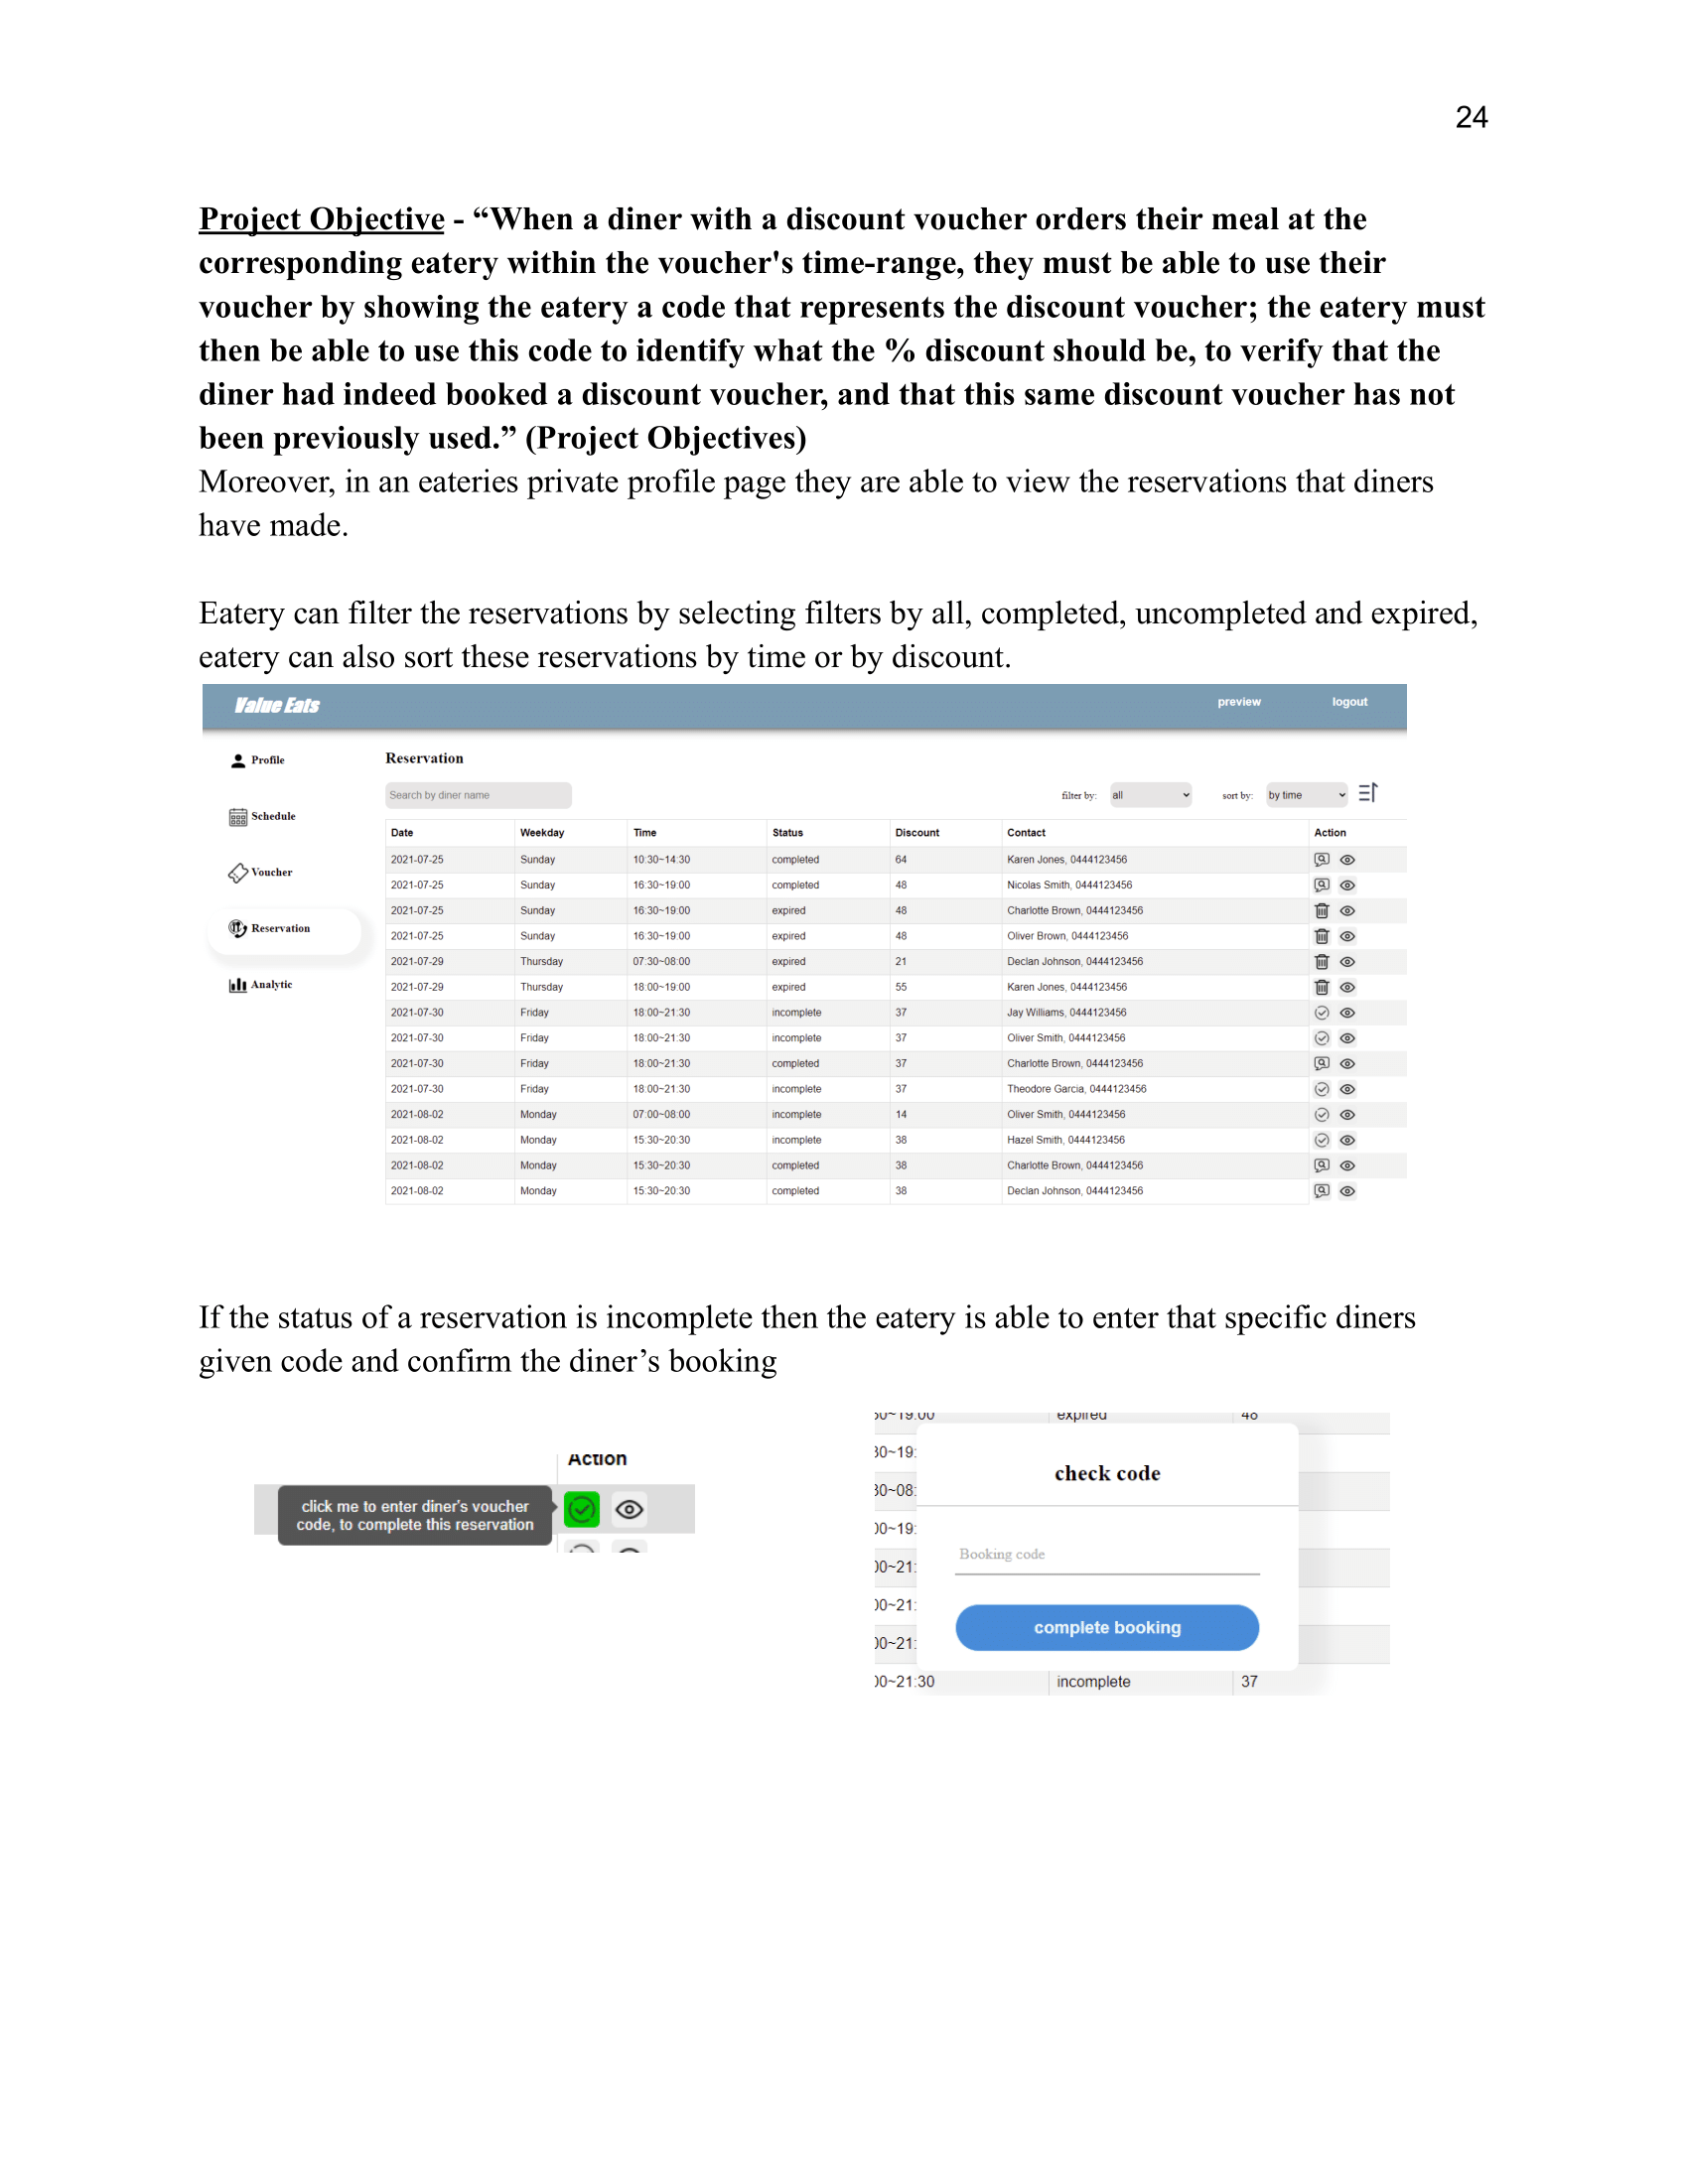 24
Project Objective - “When a diner with a discount voucher orders their meal at the
corresponding eatery within the voucher's time-range, they must be able to use their
voucher by showing the eatery a code that represents the discount voucher; the eatery must
then be able to use this code to identify what the % discount should be, to verify that the
diner had indeed booked a discount voucher, and that this same discount voucher has not
been previously used.” (Project Objectives)
Moreover, in an eateries private profile page they are able to view the reservations that diners
have made.
Eatery can filter the reservations by selecting filters by all, completed, uncompleted and expired,
eatery can also sort these reservations by time or by discount.
Value Eats preview logout
Profile
Schedule
Voucher
Reservation
Analytic
Reservation
Search by diner name filter by: all sort by: by time
Date Weekday Time Status Discount Contact Action
2021-07-25 Sunday 10:30~14:30 completed 64 Karen Jones, 0444123456
2021-07-25 Sunday 16:30~19:00 completed 48 Nicolas Smith, 0444123456
2021-07-25 Sunday 16:30~19:00 expired 48 Charlotte Brown, 0444123456
2021-07-25 Sunday 16:30~19:00 expired 48 Oliver Brown, 0444123456
2021-07-29 Thursday 07:30~08:00 expired 21 Declan Johnson, 0444123456
2021-07-29 Thursday 18:00~19:00 expired 55 Karen Jones, 0444123456
2021-07-30 Friday 18:00~21:30 incomplete 37 Jay Williams, 0444123456
2021-07-30 Friday 18:00~21:30 incomplete 37 Oliver Smith, 0444123456
2021-07-30 Friday 18:00~21:30 completed 37 Charlotte Brown, 0444123456
2021-07-30 Friday 18:00~21:30 incomplete 37 Theodore Garcia, 0444123456
2021-08-02 Monday 07:00~08:00 incomplete 14 Oliver Smith, 0444123456
2021-08-02 Monday 15:30~20:30 incomplete 38 Hazel Smith, 0444123456
2021-08-02 Monday 15:30~20:30 completed 38 Charlotte Brown, 0444123456
2021-08-02 Monday 15:30~20:30 completed 38 Declan Johnson, 0444123456
If the status of a reservation is incomplete then the eatery is able to enter that specific diners
given code and confirm the diner’s booking
Action
click me to enter diner's voucher
code, to complete this reservation
30~19:00 expired 48
30~19:
check code
30~08:
00~19:
Booking code
00~21:
00~21:
complete booking
00~21:
00~21:30 incomplete 37